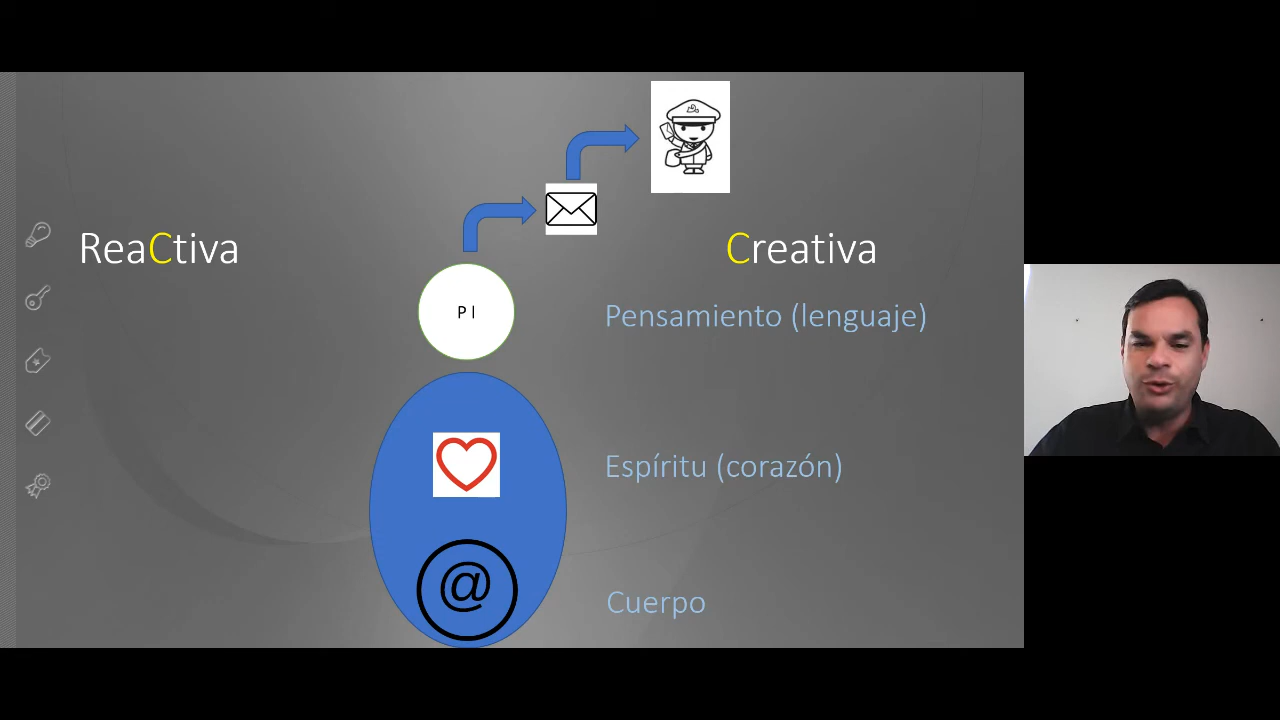 ReaCtiva
Creativa
P I
Pensamiento (lenguaje)
Espíritu (corazón)
@
Cuerpo